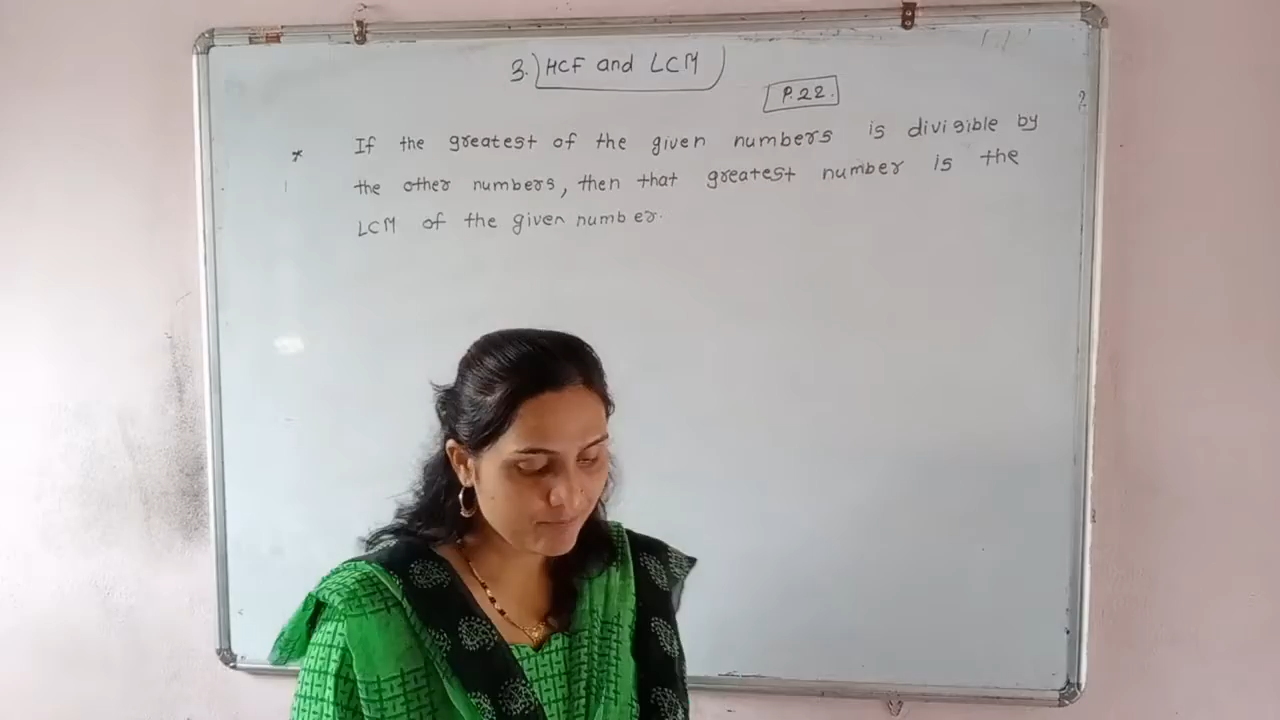 3. HCF and LCM
P.22.
* If the greatest of the given numbers is divisible by
the other numbers, then that greatest number is the
LCM of the given number.